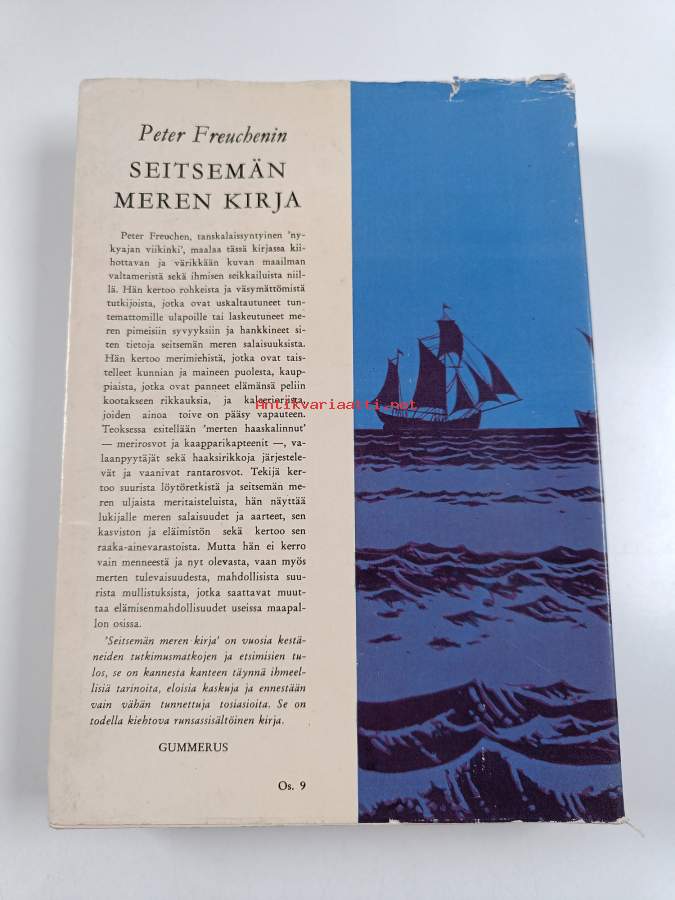 Peter Freuchenin
SEITSEMÄN
MEREN KIRJA
Peter Freuchen, tanskalaissyntyinen 'ny-
kyajan viikinki', maalaa tässä kirjassa kii-
hottavan ja värikkään kuvan maailman
valtameristä sekä ihmisen seikkailuista niil-
lä. Hän kertoo rohkeista ja väsymättömistä
tutkijoista, jotka ovat uskaltautuneet tun-
temattomille ulapoille tai laskeutuneet me-
ren pimeisiin syvyyksiin ja hankkineet si-
ten tietoja seitsemän meren salaisuuksista.
Hän kertoo merimiehistä, jotka ovat tais-
telleet kunnian ja maineen puolesta, kaup-
piaista, jotka ovat panneet elämänsä peliin
kootakseen rikkauksia, ja kaleeriorjista,
joiden ainoa toive on pääsy vapauteen.
Antikvariaatti.net
Teoksessa esitellään 'merten haaskalinnut'
— merirosvot ja kaapparikapteenit —, va-
laanpyytäjät sekä haaksirikkoja järjestele-
vät ja vaanivat rantarosvot. Tekijä ker-
too suurista löytöretkistä ja seitsemän me-
ren uljaista meritaisteluista, hän näyttää
lukijalle meren salaisuudet ja aarteet, sen
kasviston ja eläimistön sekä kertoo sen
raaka-ainevarastoista. Mutta hän ei kerro
vain menneestä ja nyt olevasta, vaan myös
merten tulevaisuudesta, mahdollisista suu-
rista mullistuksista, jotka saattavat muut-
taa elämisenmahdollisuudet useissa maapal-
lon osissa.
'Seitsemän meren kirja' on vuosia kestä-
neiden tutkimusmatkojen ja etsimisien tu-
los, se on kannesta kanteen täynnä ihmeel-
lisiä tarinoita, eloisia kaskuja ja ennestään
vain vähän tunnettuja tosiasioita. Se on
todella kiehtova runsassisältöinen kirja.
GUMMERUS
Os. 9